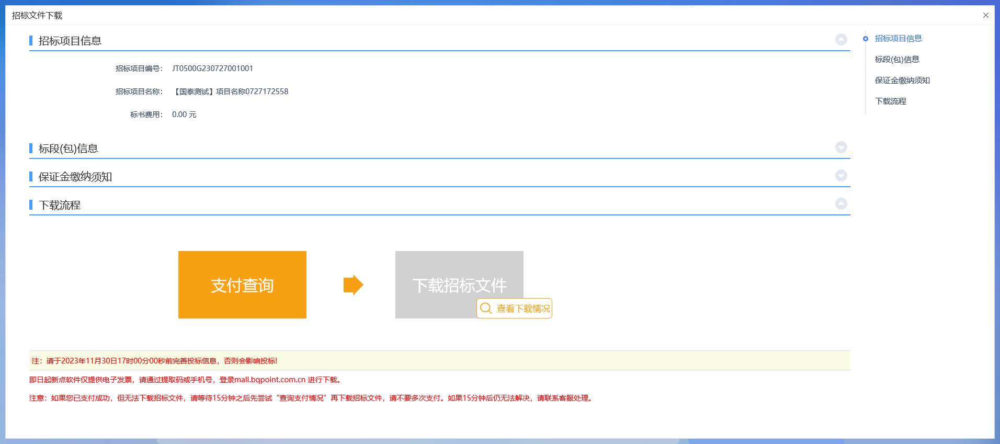 招标文件下载
招标项目信息
招标项目编号： JT0500G230727001001
招标项目名称： 【国泰测试】项目名称0727172558
标书费用： 0.00 元
标段(包)信息
保证金缴纳须知
下载流程
支付查询
下载招标文件
查看下载情况
注：请于2023年11月30日17时00分00秒前完善投标信息，否则会影响投标!
即日起新点软件仅提供电子发票，请通过提取码或手机号，登录mall.bqpoint.com.cn 进行下载。
注意：如果您已支付成功，但无法下载招标文件，请等待15分钟之后先尝试“查询支付情况”再下载招标文件，请不要多次支付。如果15分钟后仍无法解决，请联系客服处理。
招标项目信息
标段(包)信息
保证金缴纳须知
下载流程